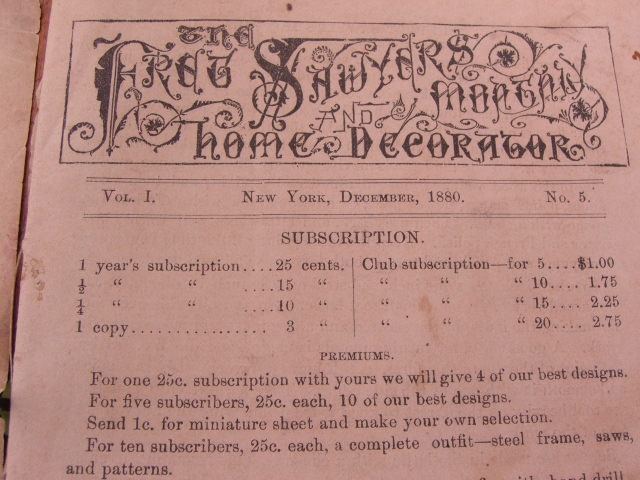 The
Fret Sawyers Monthly
and
Home Decorator.
Vol. I. New York, December, 1880. No. 5.
SUBSCRIPTION.
1 year's subscription....25 cents. Club subscription—for 5....$1.00
½ “ “ ....15 “ “ “ “ 10.... 1.75
¼ “ “ ....10 “ “ “ “ 15.... 2.25
1 copy................. 3 “ “ “ “ 20.... 2.75
PREMIUMS.
For one 25c. subscription with yours we will give 4 of our best designs.
For five subscribers, 25c. each, 10 of our best designs.
Send 1c. for miniature sheet and make your own selection.
For ten subscribers, 25c. each, a complete outfit—steel frame, saws,
and patterns.
with hand drill